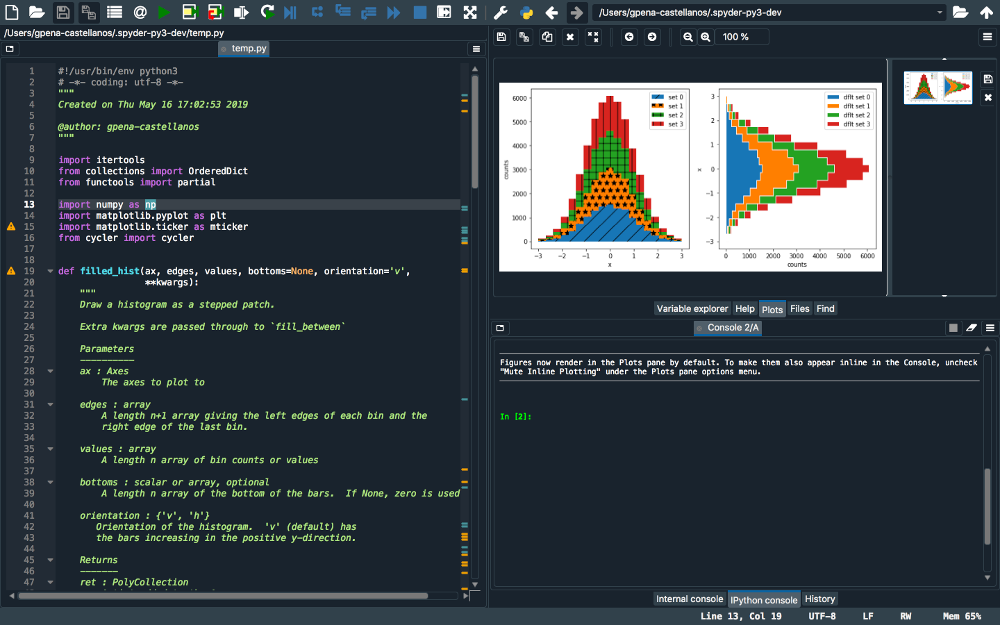 /Users/gpena-castellanos/.spyder-py3-dev
/Users/gpena-castellanos/.spyder-py3-dev/temp.py
temp.py
1 #!/usr/bin/env python3
2 # -*- coding: utf-8 -*-
3 """
4 Created on Thu May 16 17:02:53 2019
5
6 @author: gpena-castellanos
7 """
8
9 import itertools
10 from collections import OrderedDict
11 from functools import partial
12
13 import numpy as np
14 import matplotlib.pyplot as plt
15 import matplotlib.ticker as mticker
16 from cycler import cycler
17
18
19 def filled_hist(ax, edges, values, bottoms=None, orientation='v',
20 **kwargs):
21 """
22 Draw a histogram as a stepped patch.
23
24 Extra kwargs are passed through to `fill_between`
25
26 Parameters
27 ----------
28 ax : Axes
29 The axes to plot to
30
31 edges : array
32 A length n+1 array giving the left edges of each bin and the
33 right edge of the last bin.
34
35 values : array
36 A length n array of bin counts or values
37
38 bottoms : scalar or array, optional
39 A length n array of the bottom of the bars.  If None, zero is used
40
41 orientation : {'v', 'h'}
42 Orientation of the histogram.  'v' (default) has
43 the bars increasing in the positive y-direction.
44
45 Returns
46 -------
47 ret : PolyCollection
100 %
6000
5000
4000
3000
2000
1000
0
counts
−3 −2 −1 0 1 2 3
x
set 0
set 1
set 2
set 3
3
2
1
0
−1
−2
−3
x
0 1000 2000 3000 4000 5000 6000
counts
dflt set 0
dflt set 1
dflt set 2
dflt set 3
Variable explorer Help Plots Files Find
Console 2/A
Figures now render in the Plots pane by default. To make them also appear inline in the Console, uncheck
"Mute Inline Plotting" under the Plots pane options menu.
In [2]:
Internal console IPython console History
Line 13, Col 19 UTF-8 LF RW Mem 65%